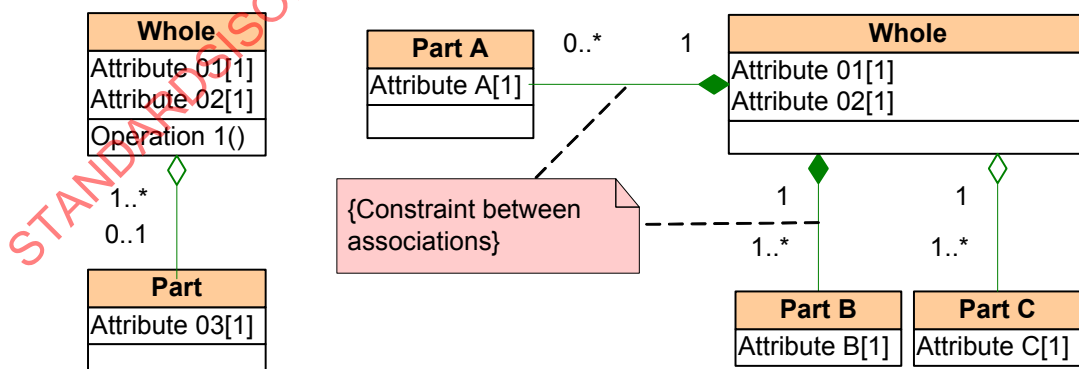 STANDARDSISO
Whole
Attribute 01[1]
Attribute 02[1]
Operation 1()
1..*
0..1
Part
Attribute 03[1]
Part A
Attribute A[1]
0..*
1
Whole
Attribute 01[1]
Attribute 02[1]
{Constraint between
associations}
1
1..*
1
1..*
Part B
Attribute B[1]
Part C
Attribute C[1]